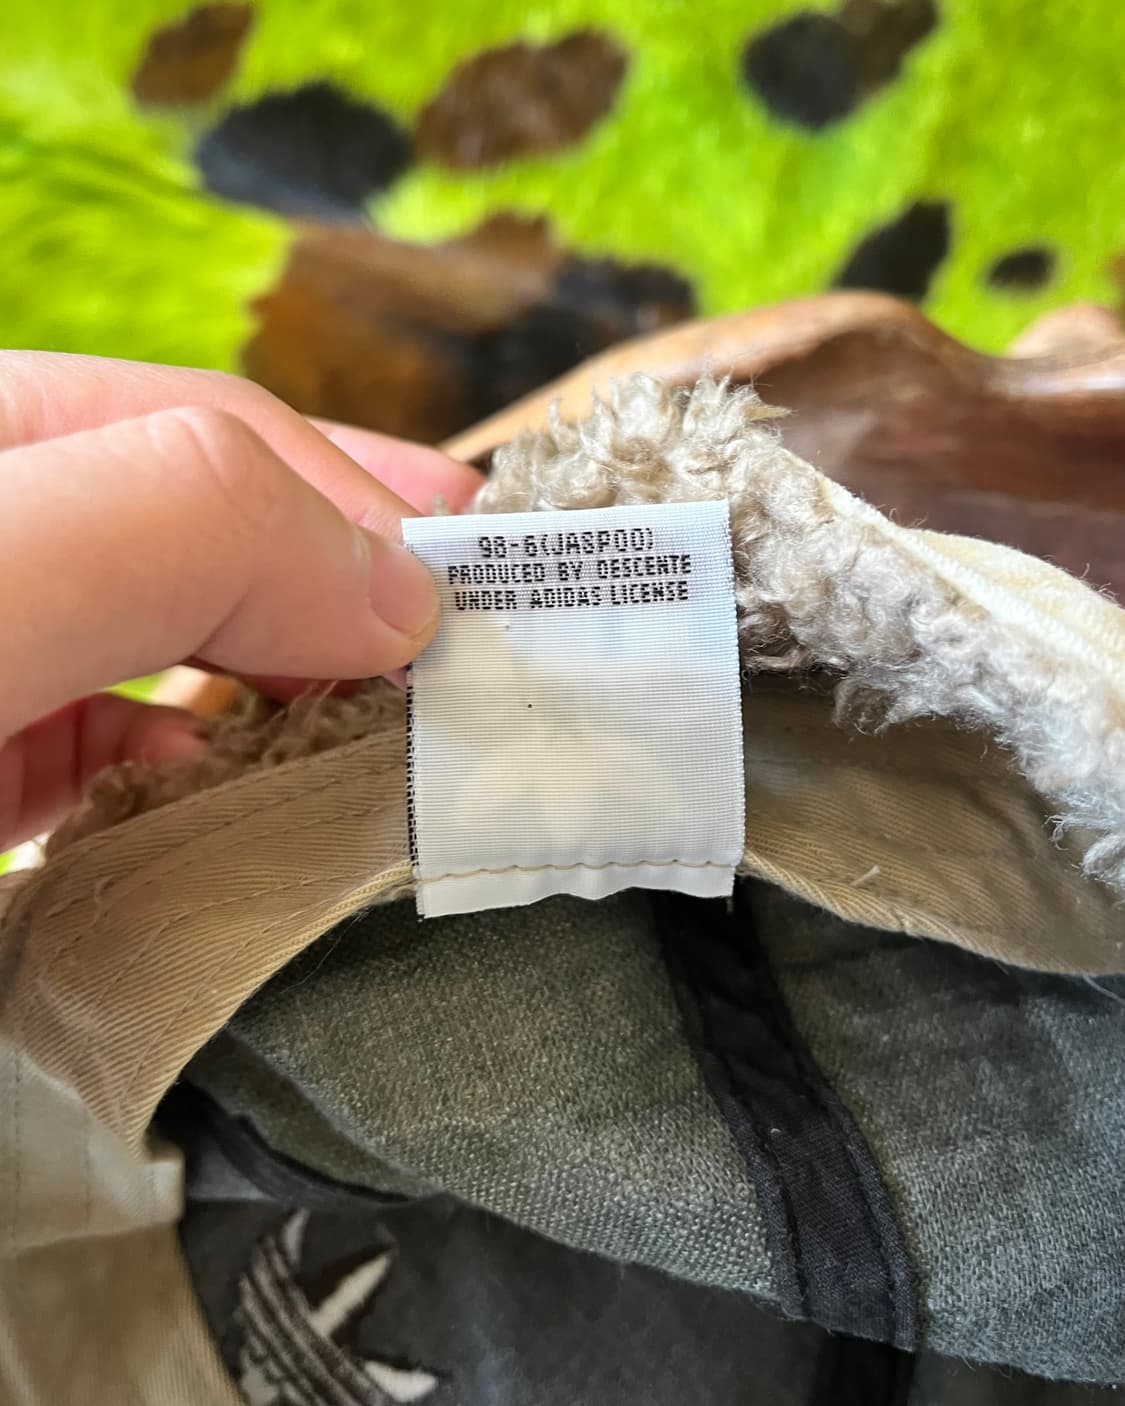 98-6(JASPOO)
PRODUCED BY DESCENTE
UNDER ADIDAS LICENSE